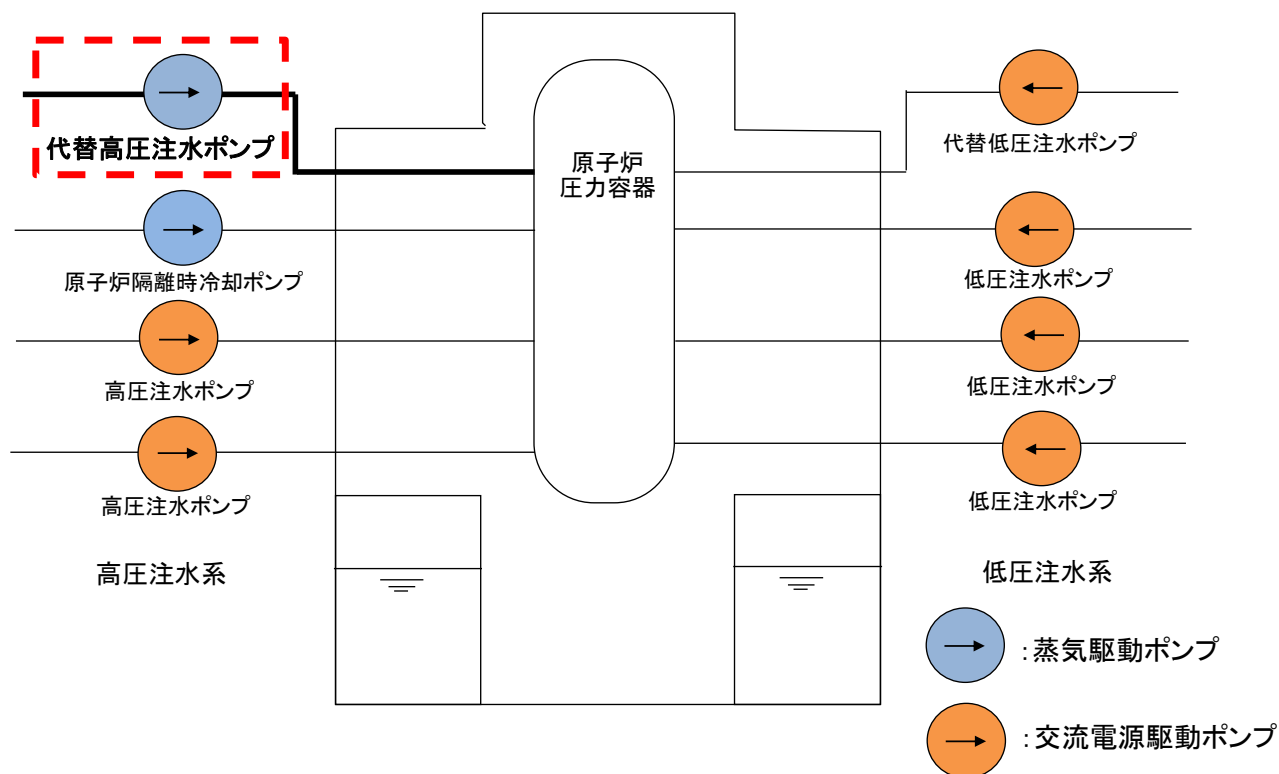 代替高圧注水ポンプ
原子炉隔離時冷却ポンプ
高圧注水ポンプ
高圧注水ポンプ
高圧注水系
原子炉
圧力容器
代替低圧注水ポンプ
低圧注水ポンプ
低圧注水ポンプ
低圧注水ポンプ
低圧注水系
：蒸気駆動ポンプ
：交流電源駆動ポンプ